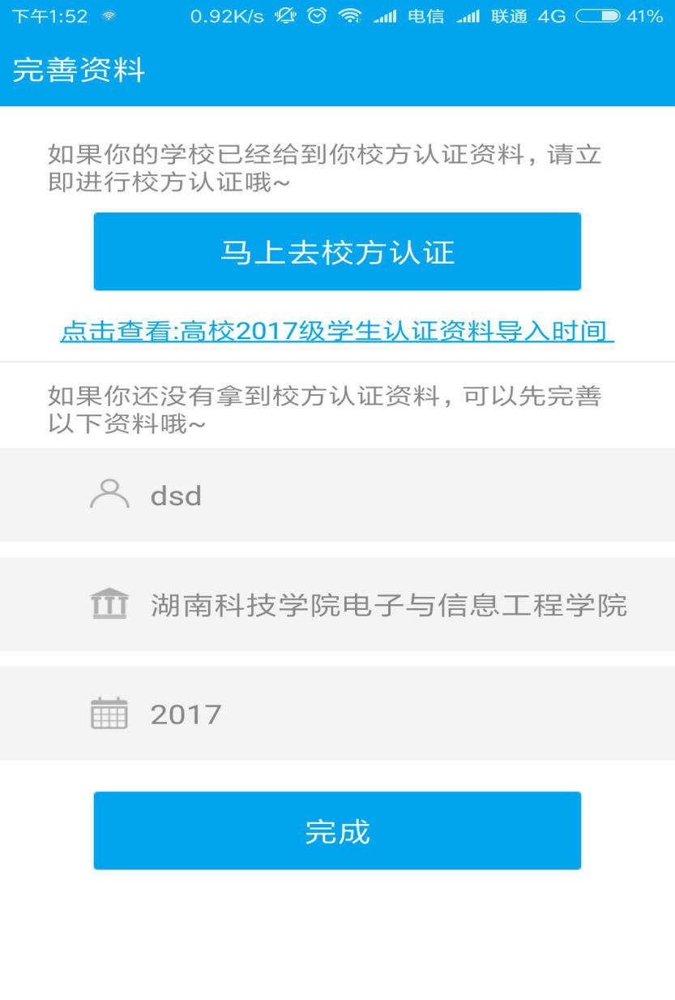 下午1:52 0.92K/s 电信 联通 4G 41%
完善资料
如果你的学校已经给到你校方认证资料，请立
即进行校方认证哦~
马上去校方认证
点击查看:高校2017级学生认证资料导入时间
如果你还没有拿到校方认证资料，可以先完善
以下资料哦~
dsd
湖南科技学院电子与信息工程学院
2017
完成